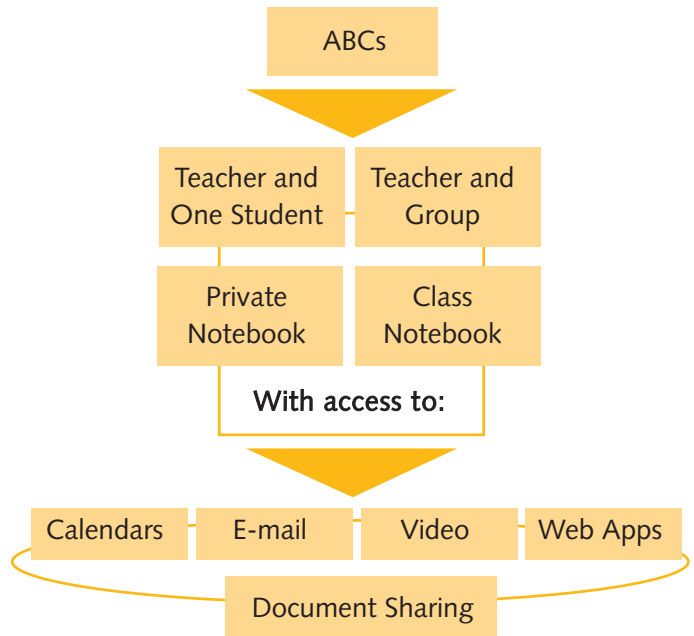 ABCs
Teacher and
One Student
Teacher and
Group
Private
Notebook
Class
Notebook
With access to:
Calendars
E-mail
Video
Web Apps
Document Sharing